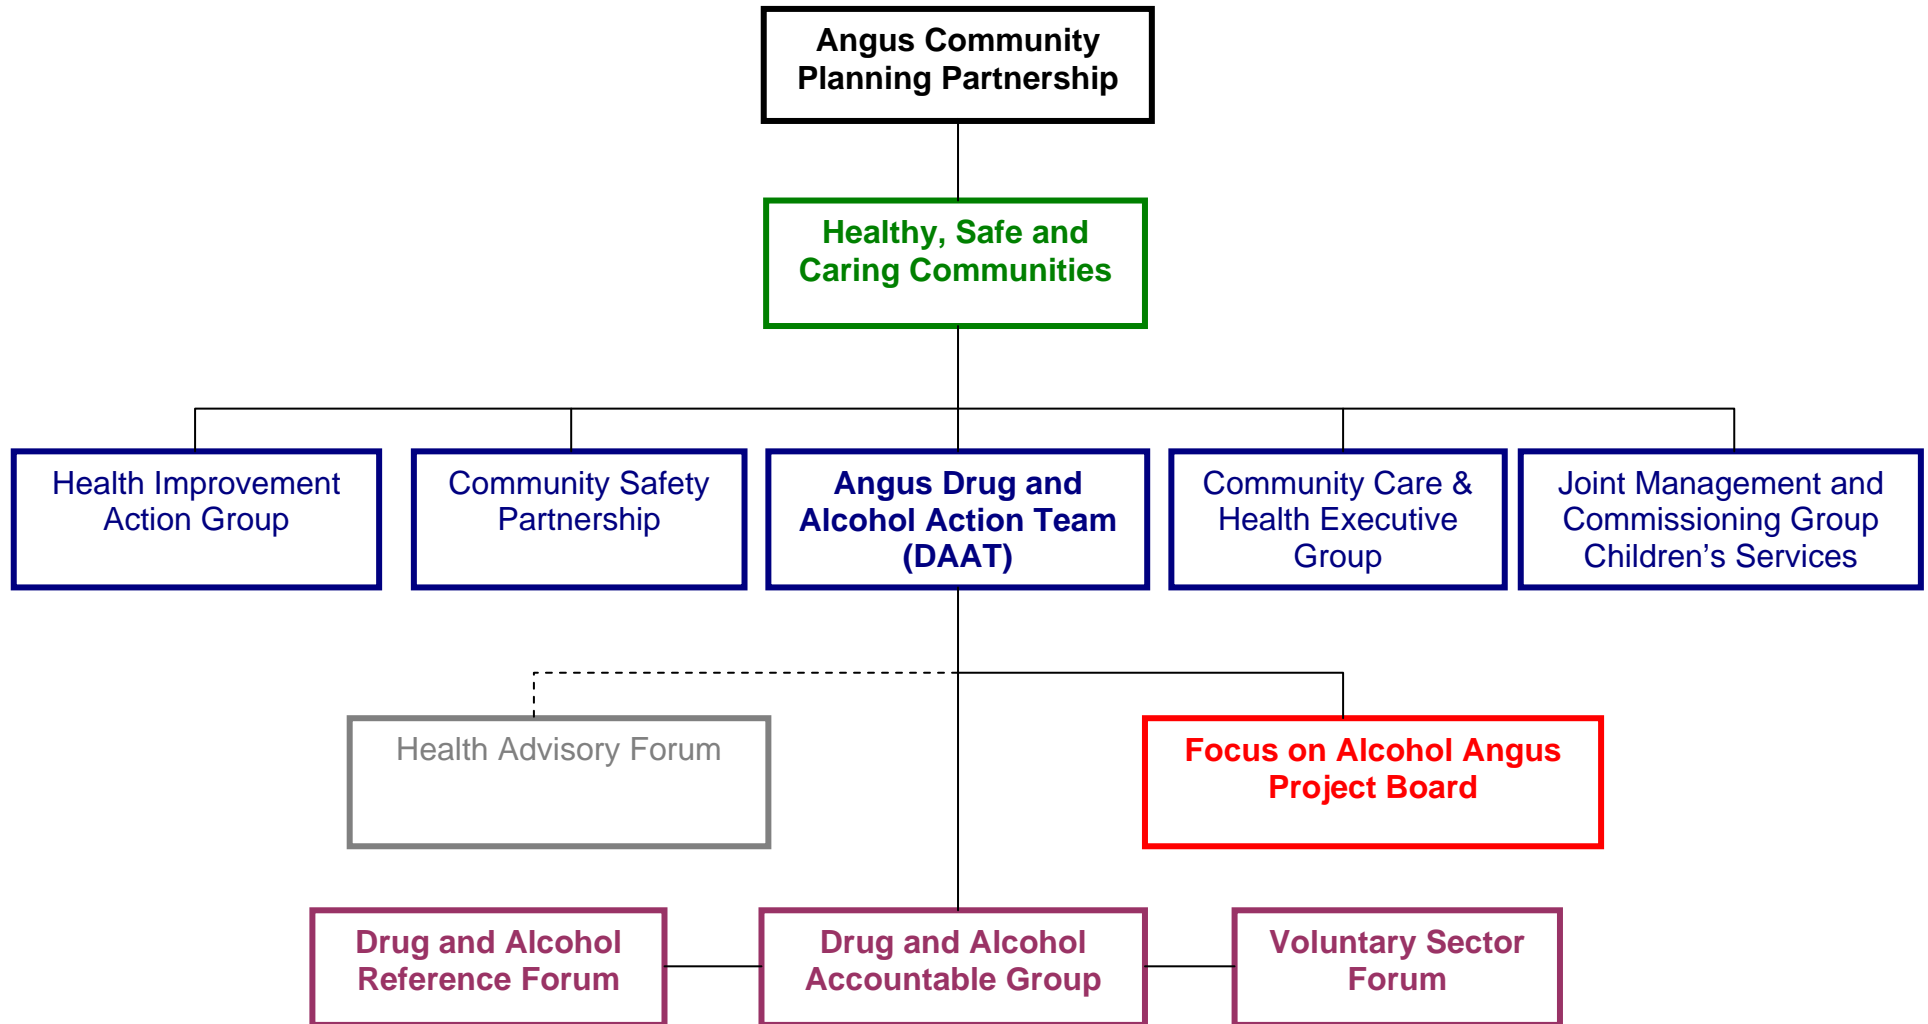 Angus Community
Planning Partnership
Healthy, Safe and
Caring Communities
Health Improvement
Action Group
Community Safety
Partnership
Angus Drug and
Alcohol Action Team
(DAAT)
Community Care &
Health Executive
Group
Joint Management and
Commissioning Group
Children’s Services
Health Advisory Forum
Focus on Alcohol Angus
Project Board
Drug and Alcohol
Reference Forum
Drug and Alcohol
Accountable Group
Voluntary Sector
Forum